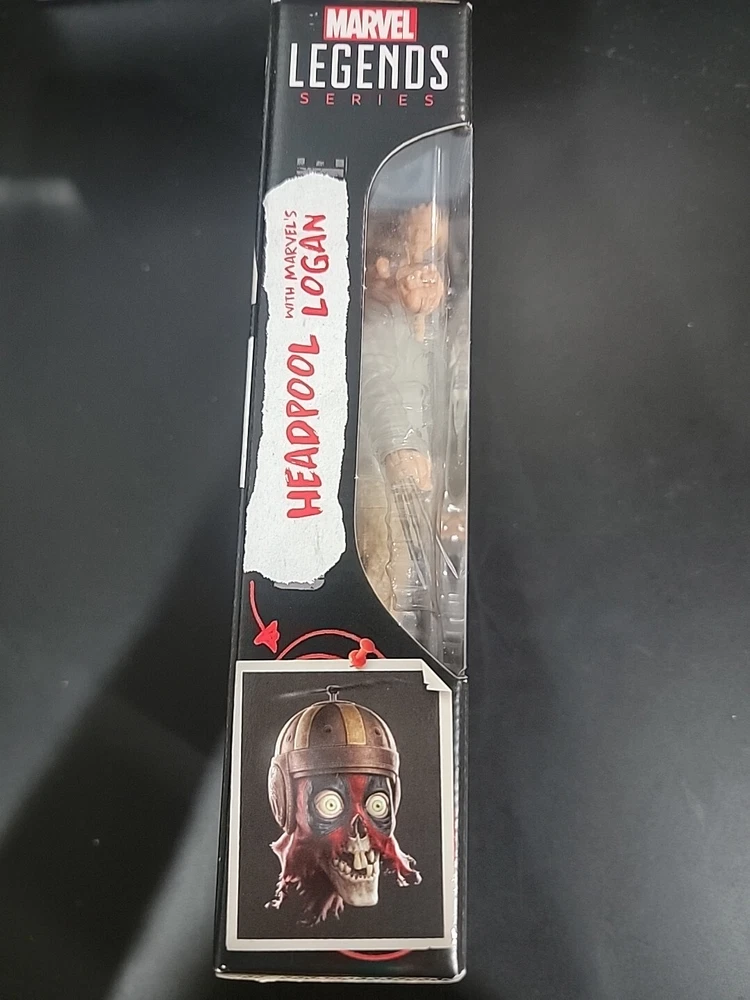 MARVEL
LEGENDS
SERIES
HEADPOOL
WITH MARVEL'S
LOGAN